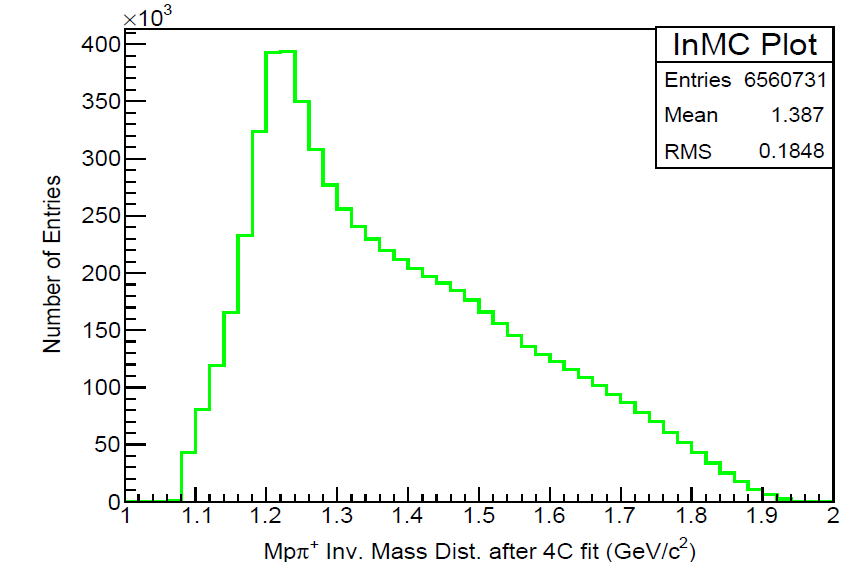 ×10³
400
350
300
250
200
150
100
50
0
Number of Entries
InMC Plot
Entries 6560731
Mean 1.387
RMS 0.1848
1 1.1 1.2 1.3 1.4 1.5 1.6 1.7 1.8 1.9 2
Mpπ⁺ Inv. Mass Dist. after 4C fit (GeV/c²)